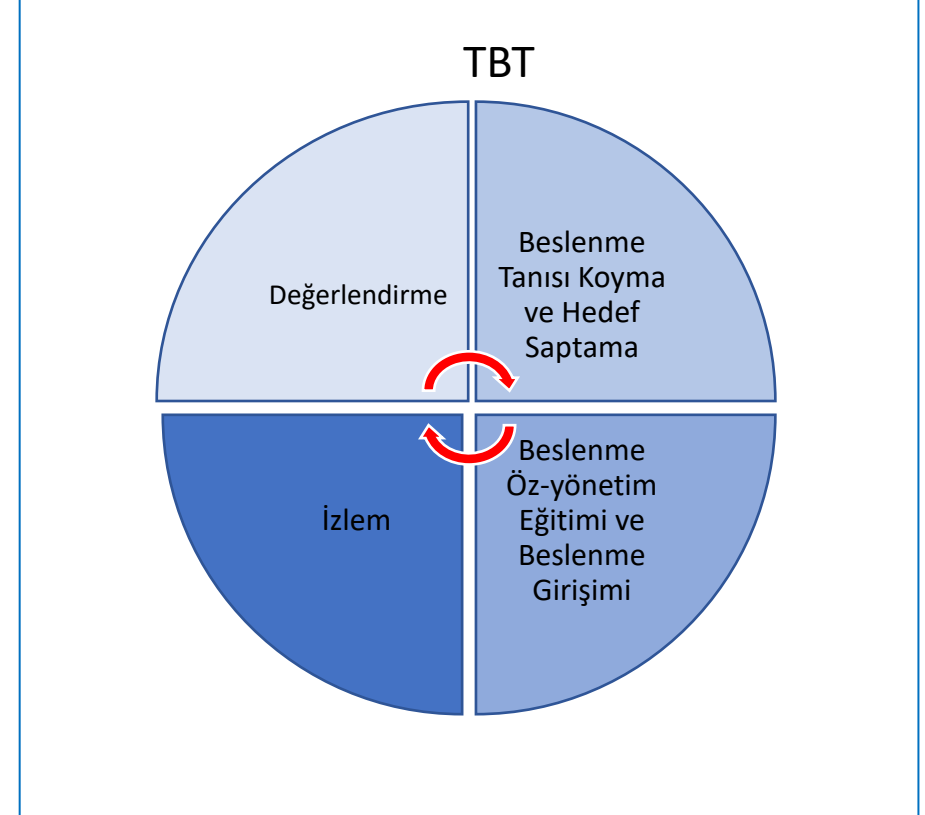 TBT
Değerlendirme
Beslenme
Tanısı Koyma
ve Hedef
Saptama
Beslenme
Öz-yönetim
Eğitimi ve
Beslenme
Girişimi
İzlem